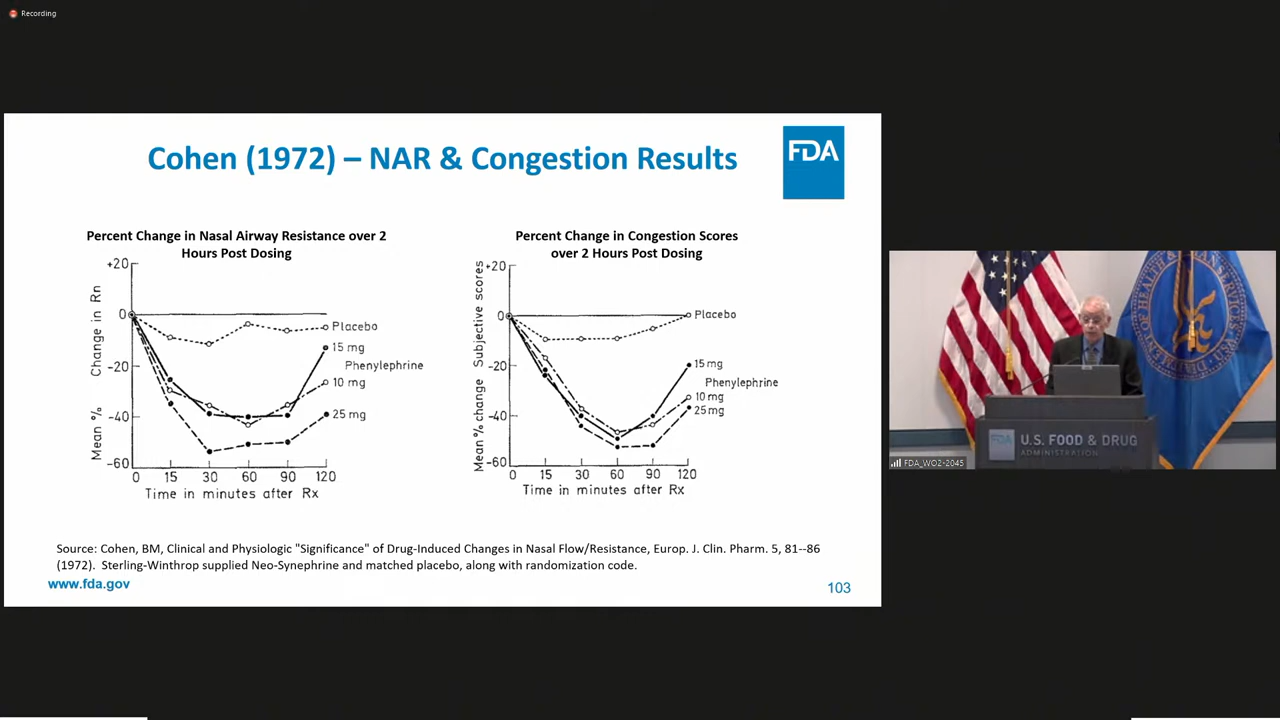 Recording
Cohen (1972) – NAR & Congestion Results
FDA
Percent Change in Nasal Airway Resistance over 2
Hours Post Dosing
Mean % Change in Rn
+20
0
-20
-40
-60
Placebo
15 mg
Phenylephrine
10 mg
25 mg
0 15 30 60 90 120
Time in minutes after Rx
Percent Change in Congestion Scores
over 2 Hours Post Dosing
Mean % change Subjective scores
+20
0
-20
-40
-60
Placebo
15 mg
Phenylephrine
10 mg
25 mg
0 15 30 60 90 120
Time in minutes after Rx
Source: Cohen, BM, Clinical and Physiologic "Significance" of Drug-Induced Changes in Nasal Flow/Resistance, Europ. J. Clin. Pharm. 5, 81--86
(1972). Sterling-Winthrop supplied Neo-Synephrine and matched placebo, along with randomization code.
www.fda.gov
103
FDA
U.S. FOOD & DRUG
ADMINISTRATION
FDA_WO2-2045